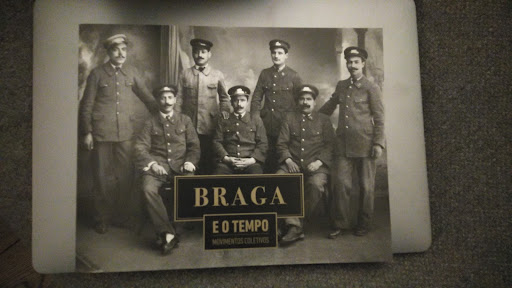 BRAGA
E O TEMPO
MOVIMENTOS COLETIVOS